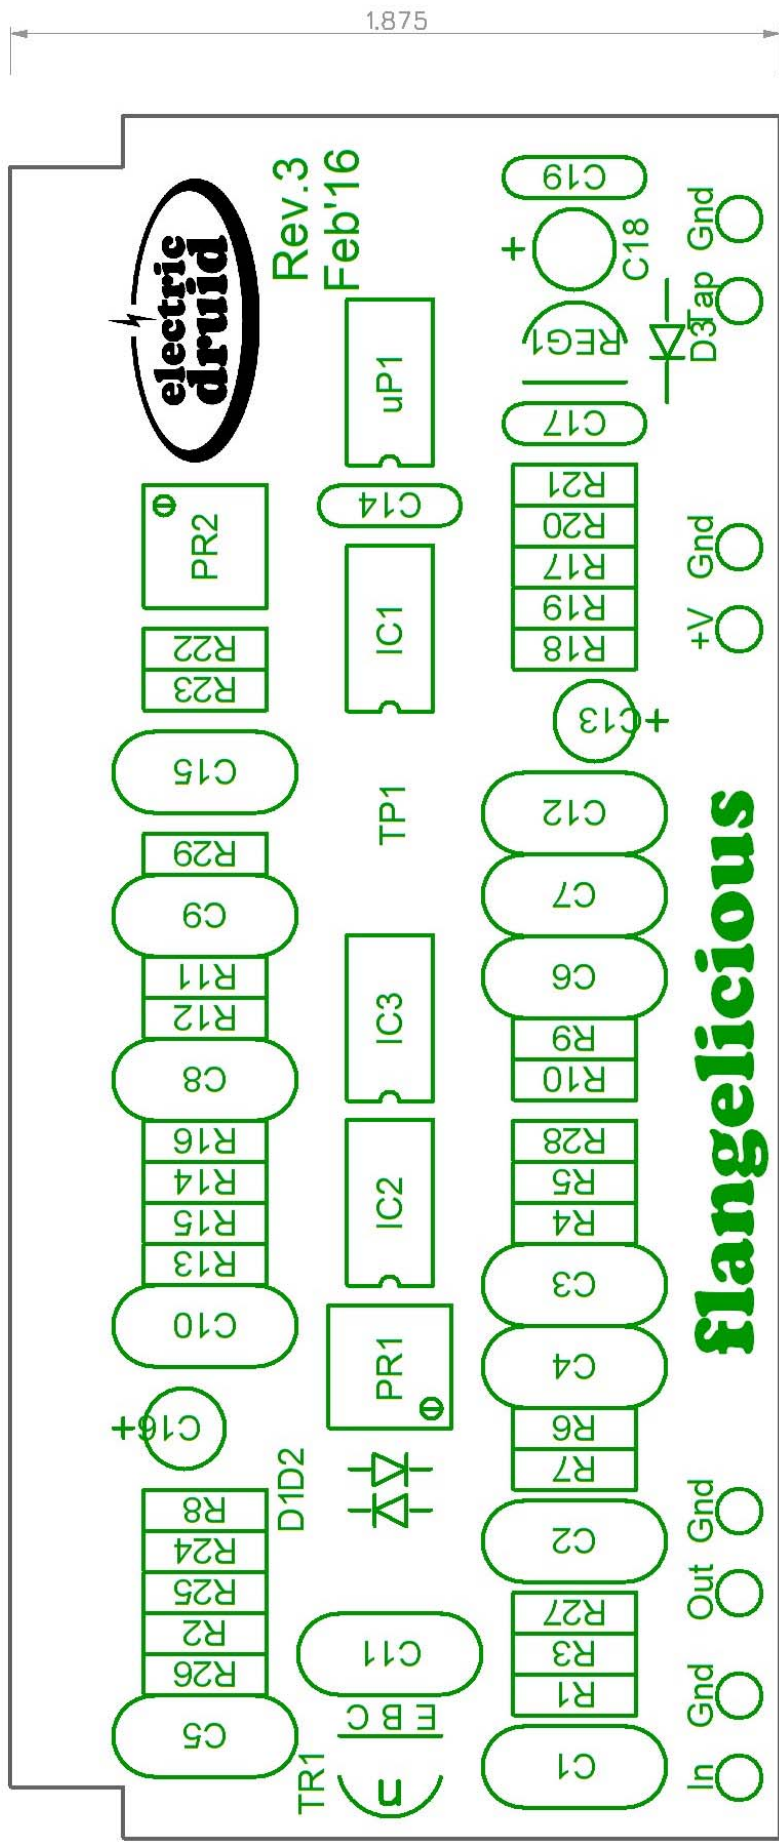 1.875
electric
druid
Rev.3
Feb'16
C19
Gnd
+
C18
Tap
REG1
D3
uP1
C17
PR2
C14
R21
R20
Gnd
R17
IC1
R19
+V
R22
R18
R23
C13
+
C15
TP1
C12
R29
C7
C9
C6
R11
R12
IC3
R9
C8
R10
R16
R28
R14
R5
R15
IC2
R4
R13
C3
C10
C4
PR1
+
C16
R6
R7
D1D2
R8
Gnd
R24
C2
R25
Out
R2
R27
R26
C11
R3
Gnd
R1
C5
E B C
TR1
n
C1
In
flangelicious